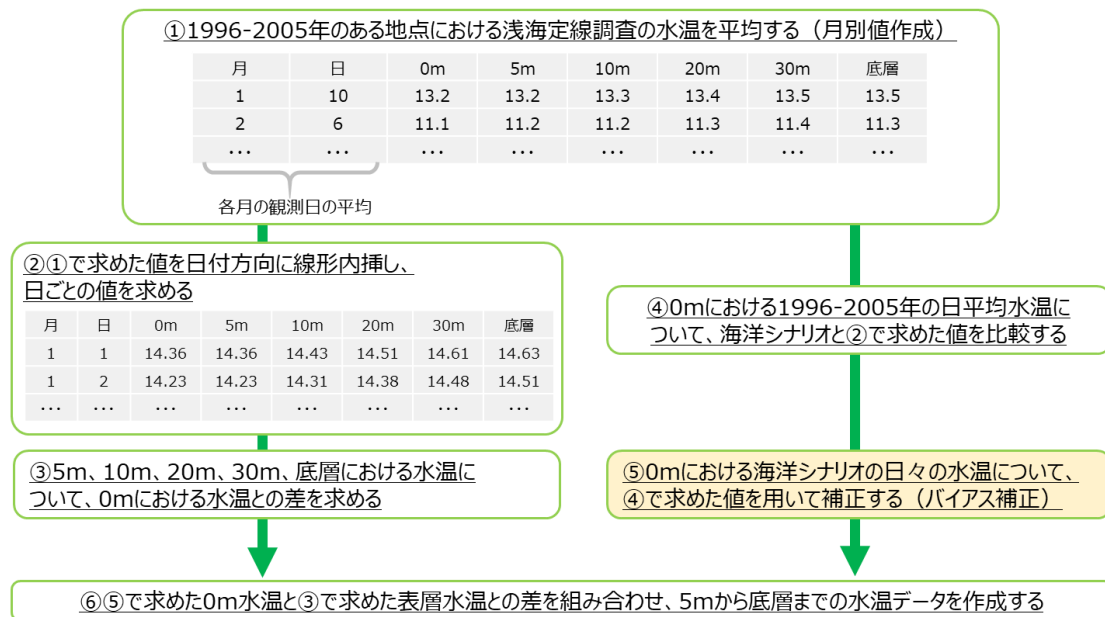 ①1996-2005年のある地点における浅海定線調査の水温を平均する（月別値作成）
月 日 0m 5m 10m 20m 30m 底層
1 10 13.2 13.2 13.3 13.4 13.5 13.5
2 6 11.1 11.2 11.2 11.3 11.4 11.3
… … … … … … … …
各月の観測日の平均
②①で求めた値を日付方向に線形内挿し、
日ごとの値を求める
月 日 0m 5m 10m 20m 30m 底層
1 1 14.36 14.36 14.43 14.51 14.61 14.63
1 2 14.23 14.23 14.31 14.38 14.48 14.51
… … … … … … … …
③5m、10m、20m、30m、底層における水温に
ついて、0mにおける水温との差を求める
④0mにおける1996-2005年の日平均水温に
ついて、海洋シナリオと②で求めた値を比較する
⑤0mにおける海洋シナリオの日々の水温について、
④で求めた値を用いて補正する（バイアス補正）
⑥⑤で求めた0m水温と③で求めた表層水温との差を組み合わせ、5mから底層までの水温データを作成する